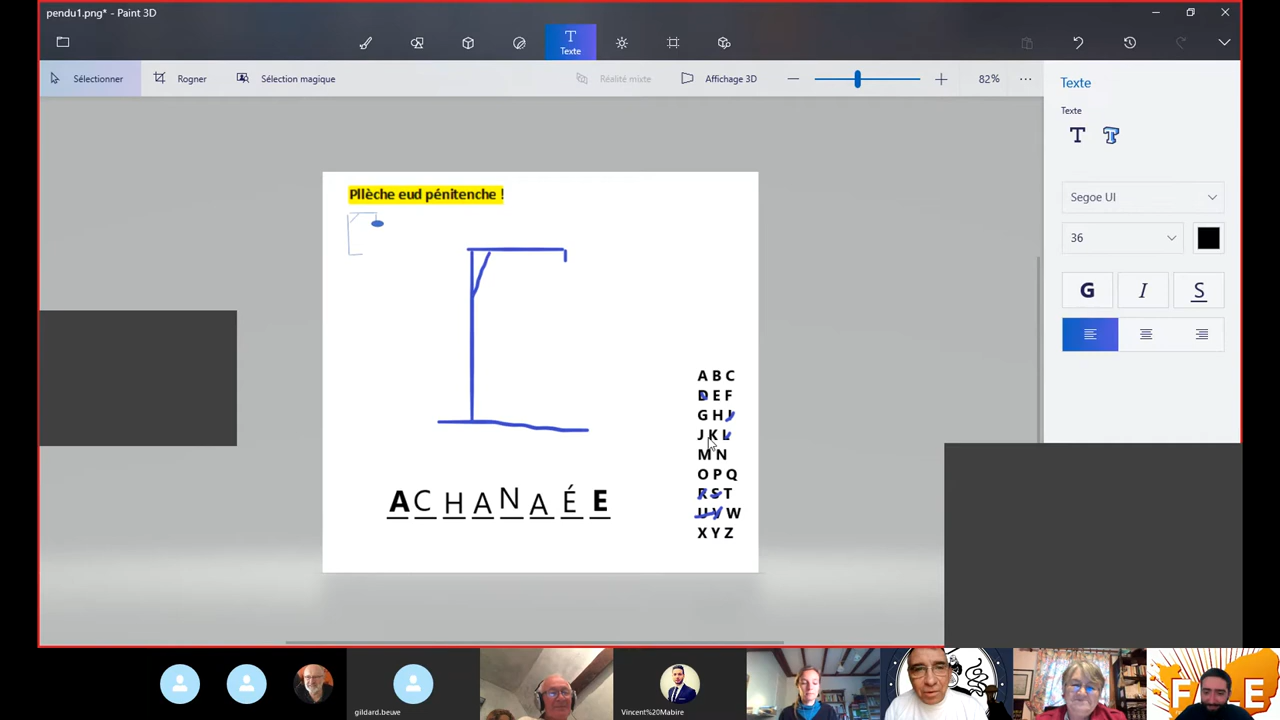 pendu1.png* - Paint 3D
Texte
Sélectionner Rogner Sélection magique Réalité mixte Affichage 3D 82%
Texte
Texte
T T
Segoe UI
36
G I S
Pllèche eud pénitenche !
A B C
D E F
G H I
J K L
M N
O P Q
R S T
U V W
X Y Z
A C H A N A É E
gildard.beuve
Vincent%20Mabire